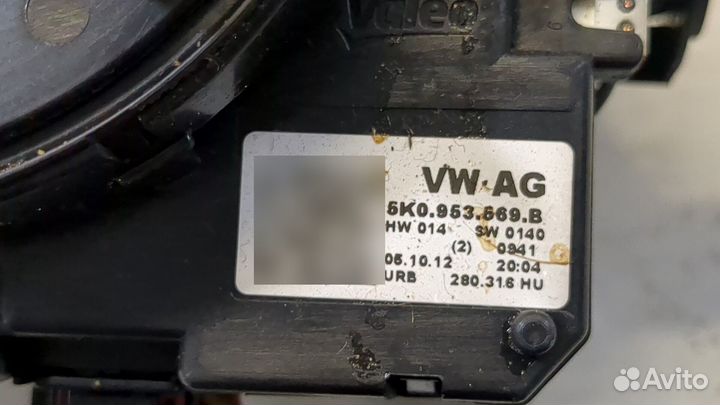 Valeo
VW AG
5K0.953.569.B
HW 014 SW 0140
(2) 0941
05.10.12 20:04
URB 280.316 HU
Avito